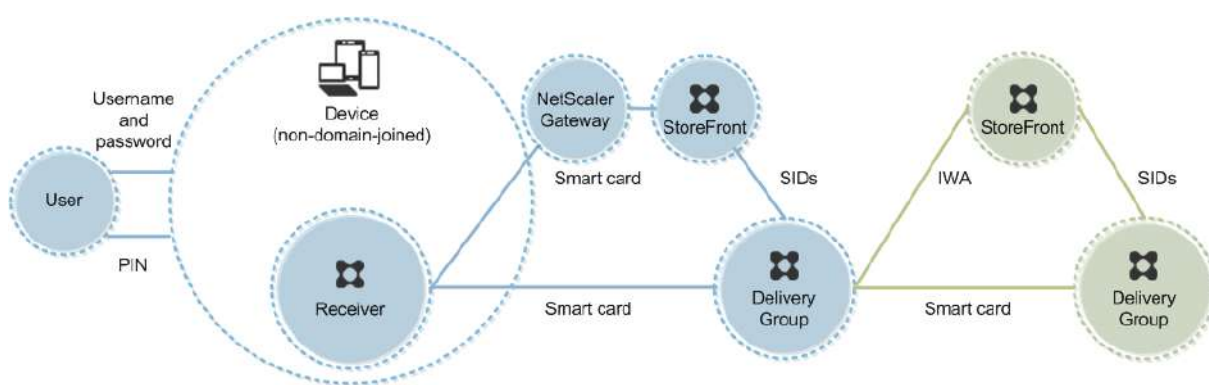 Username
and
password
User
PIN
Device
(non-domain-joined)
Receiver
NetScaler
Gateway
StoreFront
Smart card
SIDs
Smart card
Delivery
Group
IWA
StoreFront
SIDs
Smart card
Delivery
Group